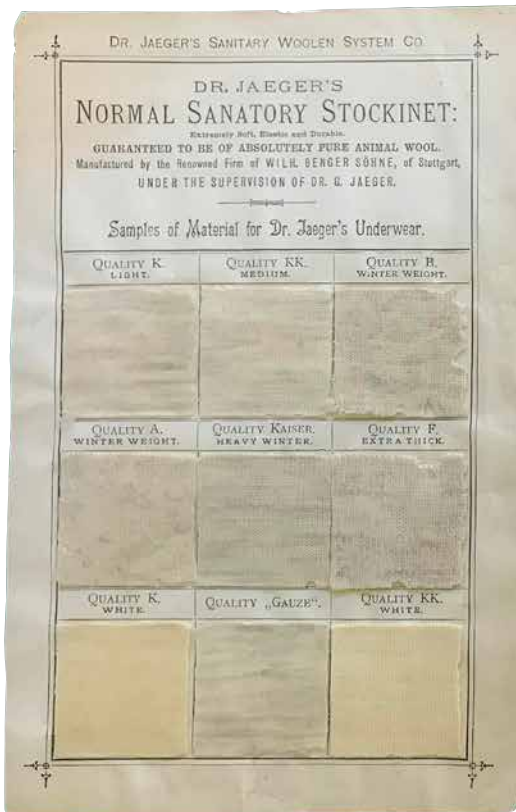 DR. JAEGER'S SANITARY WOOLEN SYSTEM CO.
DR. JAEGER'S
NORMAL SANATORY STOCKINET:
Extremely Soft, Elastic and Durable.
GUARANTEED TO BE OF ABSOLUTELY PURE ANIMAL WOOL.
Manufactured by the Renowned Firm of WILH. BENGER SÖHNE, of Stuttgart,
UNDER THE SUPERVISION OF DR. G. JAEGER.
Samples of Material for Dr. Jaeger's Underwear.
QUALITY K.
LIGHT.
QUALITY KK.
MEDIUM.
QUALITY B.
WINTER WEIGHT.
QUALITY A.
WINTER WEIGHT.
QUALITY KAISER.
HEAVY WINTER.
QUALITY F.
EXTRA THICK.
QUALITY K.
WHITE.
QUALITY „GAUZE".
QUALITY KK.
WHITE.